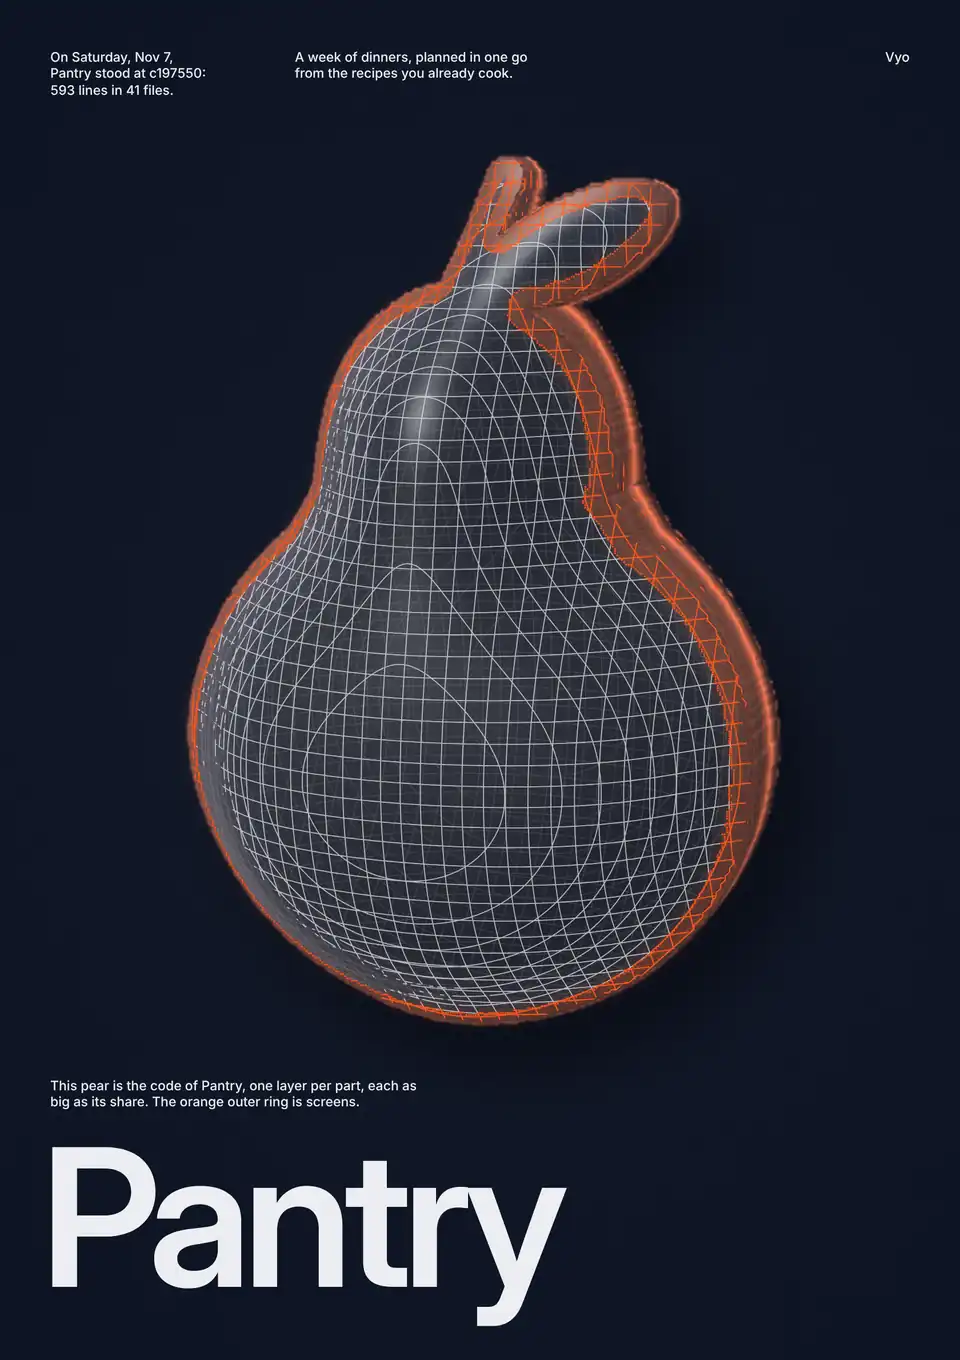 On Saturday, Nov 7,
Pantry stood at c197550:
593 lines in 41 files.
A week of dinners, planned in one go
from the recipes you already cook.
Vyo
This pear is the code of Pantry, one layer per part, each as
big as its share. The orange outer ring is screens.
Pantry